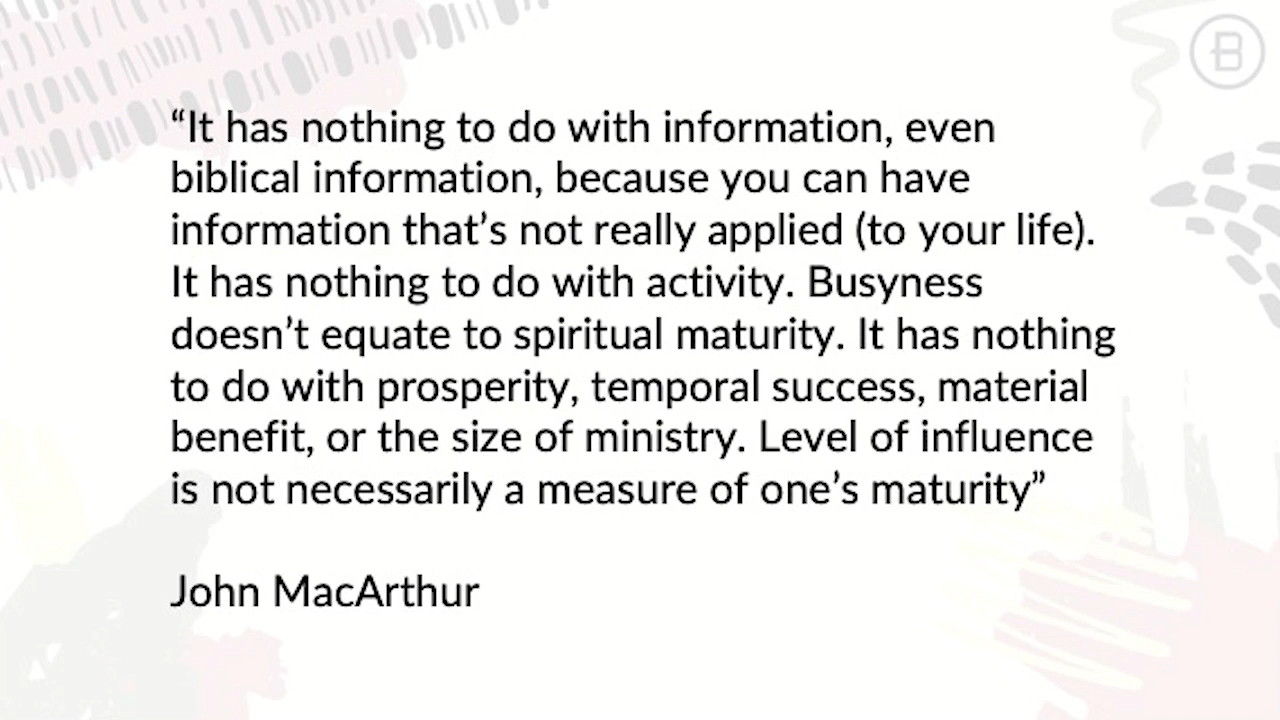 “It has nothing to do with information, even
biblical information, because you can have
information that’s not really applied (to your life).
It has nothing to do with activity. Busyness
doesn’t equate to spiritual maturity. It has nothing
to do with prosperity, temporal success, material
benefit, or the size of ministry. Level of influence
is not necessarily a measure of one’s maturity”
John MacArthur
B